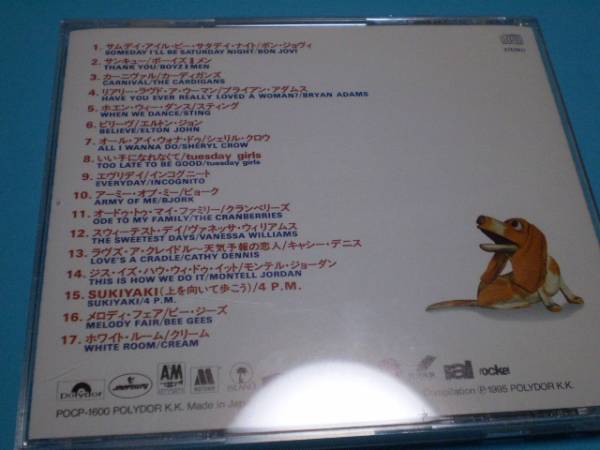 STEREO
1. サムデイ・アイル・ビー・サタデイ・ナイト/ボン・ジョヴィ
SOMEDAY I'LL BE SATURDAY NIGHT/BON JOVI
2. サンキュー/ボーイズⅡメン
THANK YOU/BOYZ Ⅱ MEN
3. カーニヴァル/カーディガンズ
CARNIVAL/THE CARDIGANS
4. リアリー・ラヴド・ア・ウーマン/ブライアン・アダムス
HAVE YOU EVER REALLY LOVED A WOMAN?/BRYAN ADAMS
5. ホエン・ウィー・ダンス/スティング
WHEN WE DANCE/STING
6. ビリーヴ/エルトン・ジョン
BELIEVE/ELTON JOHN
7. オール・アイ・ウォナ・ドゥ/シェリル・クロウ
ALL I WANNA DO/SHERYL CROW
8. いい子になれなくて/tuesday girls
TOO LATE TO BE GOOD/tuesday girls
9. エヴリデイ/インコグニート
EVERYDAY/INCOGNITO
10. アーミー・オブ・ミー/ビョーク
ARMY OF ME/BJORK
11. オード・トゥ・マイ・ファミリー/クランベリーズ
ODE TO MY FAMILY/THE CRANBERRIES
12. スウィーテスト・デイ/ヴァネッサ・ウィリアムス
THE SWEETEST DAYS/VANESSA WILLIAMS
13. ラヴズ・ア・クレイドル～天気予報の恋人/キャシー・デニス
LOVE'S A CRADLE/CATHY DENNIS
14. ジス・イズ・ハウ・ウィ・ドゥ・イット/モンテル・ジョーダン
THIS IS HOW WE DO IT/MONTELL JORDAN
15. SUKIYAKI(上を向いて歩こう)/4 P.M.
SUKIYAKI/4 P.M.
16. メロディ・フェア/ビー・ジーズ
MELODY FAIR/BEE GEES
17. ホワイト・ルーム/クリーム
WHITE ROOM/CREAM
polydor
mercury
A&M
MOTOWN
ISLAND
rocket
POCP-1600 POLYDOR K.K. Made in
Compilation Ⓟ 1995 POLYDOR K.K.